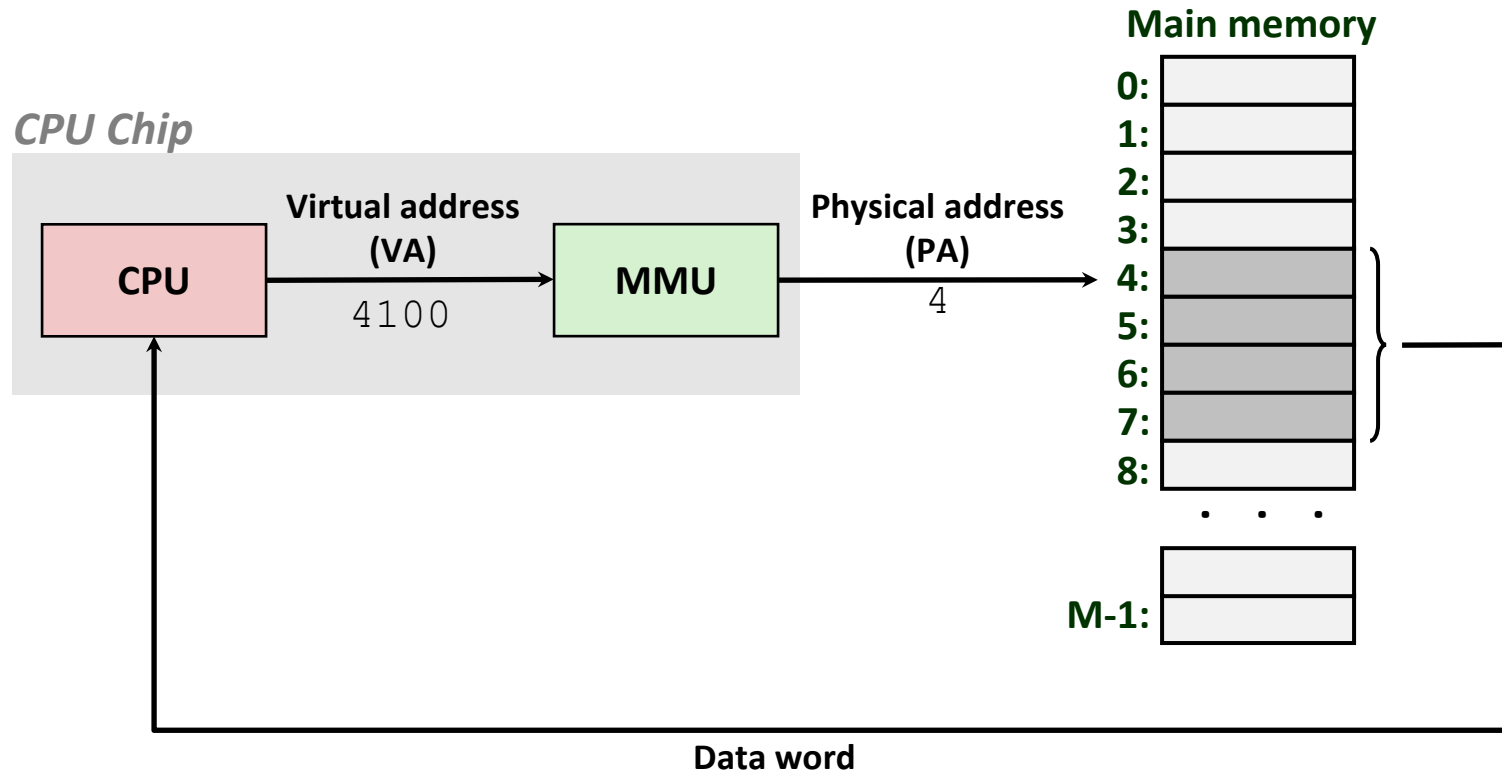 Main memory
0:
CPU Chip
1:
2:
Virtual address
(VA)
Physical address
(PA)
3:
CPU
MMU
4:
4100
4
5:
6:
7:
8:
. . .
M-1:
Data word